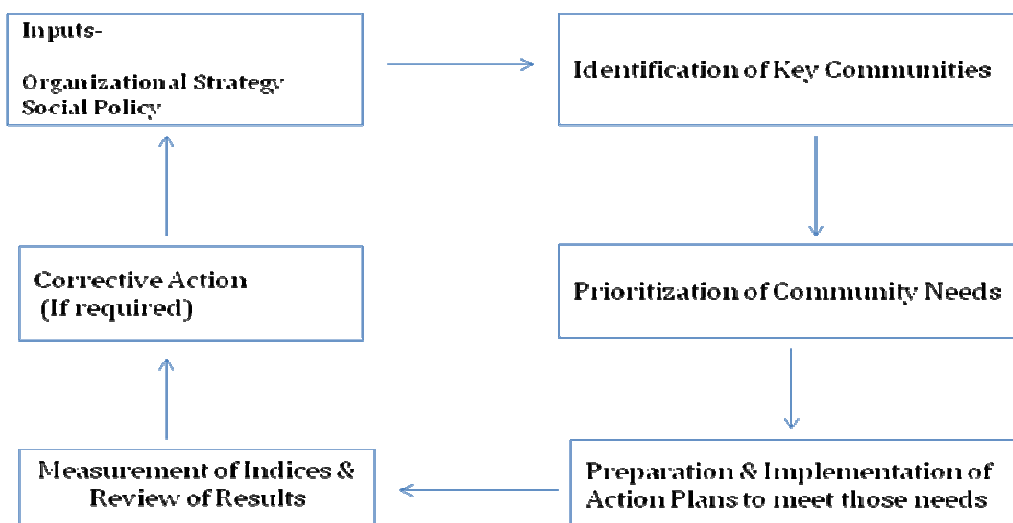 Inputs-
Organizational Strategy
Social Policy
Identification of Key Communities
Prioritization of Community Needs
Preparation & Implementation of
Action Plans to meet those needs
Measurement of Indices &
Review of Results
Corrective Action
(If required)